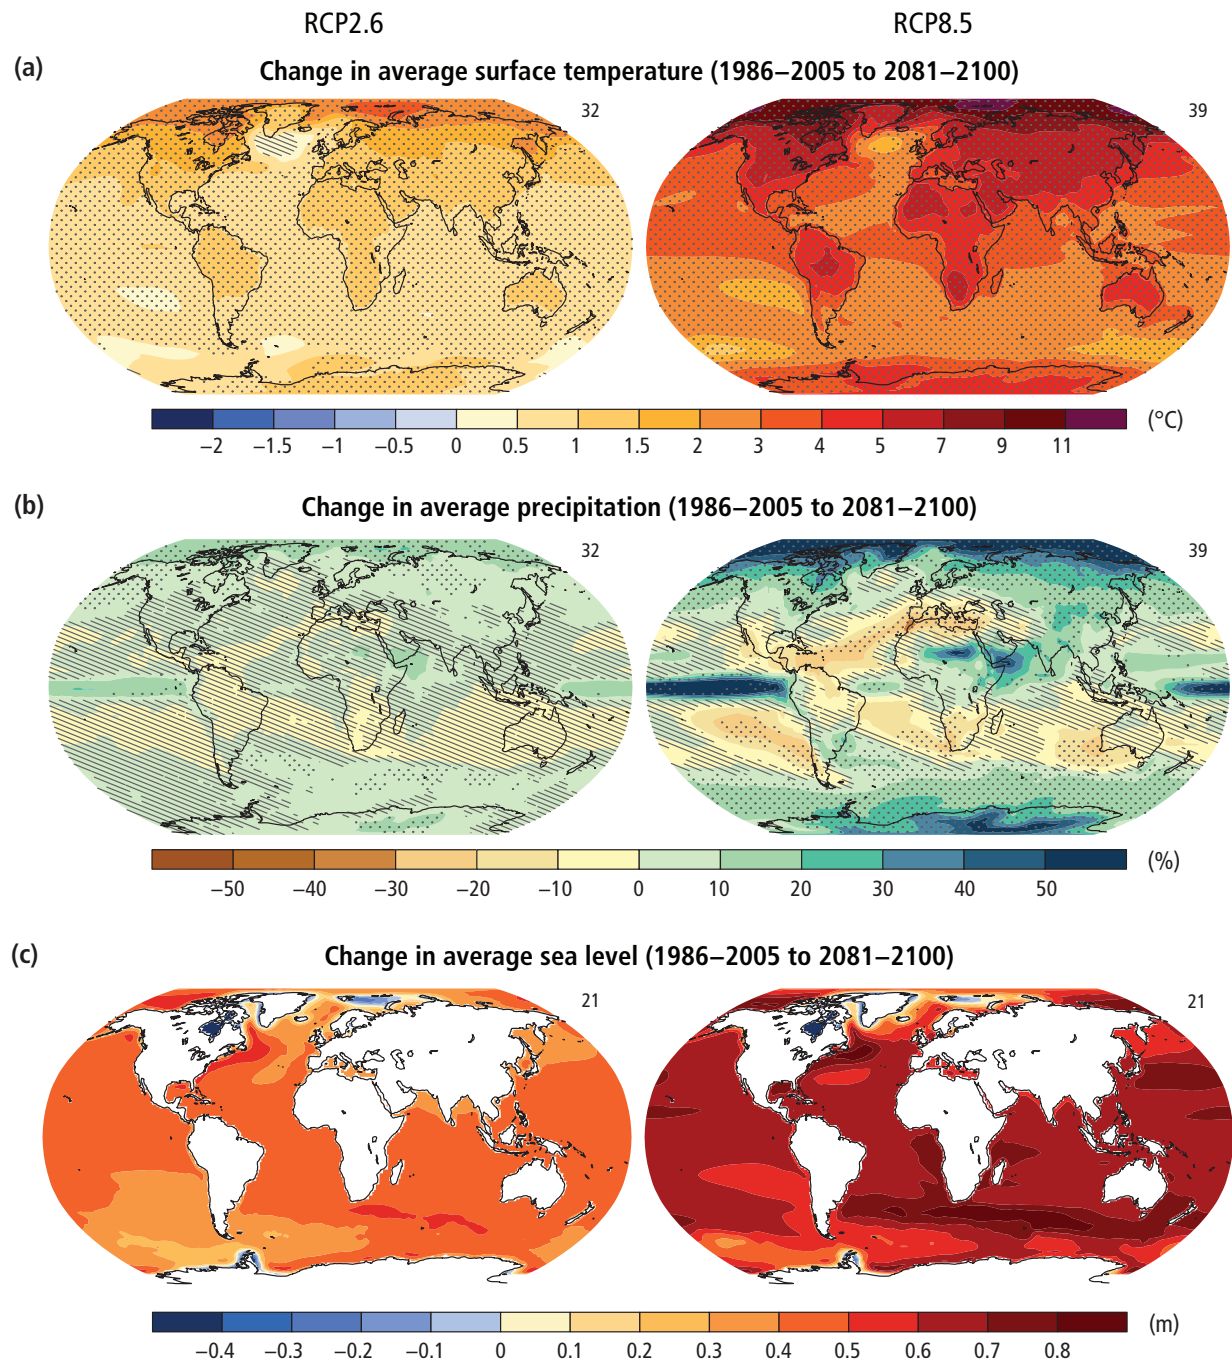 RCP2.6 RCP8.5
(a) Change in average surface temperature (1986–2005 to 2081–2100)
32 39
−2 −1.5 −1 −0.5 0 0.5 1 1.5 2 3 4 5 7 9 11 (°C)
(b) Change in average precipitation (1986–2005 to 2081–2100)
32 39
−50 −40 −30 −20 −10 0 10 20 30 40 50 (%)
(c) Change in average sea level (1986–2005 to 2081–2100)
21 21
−0.4 −0.3 −0.2 −0.1 0 0.1 0.2 0.3 0.4 0.5 0.6 0.7 0.8 (m)